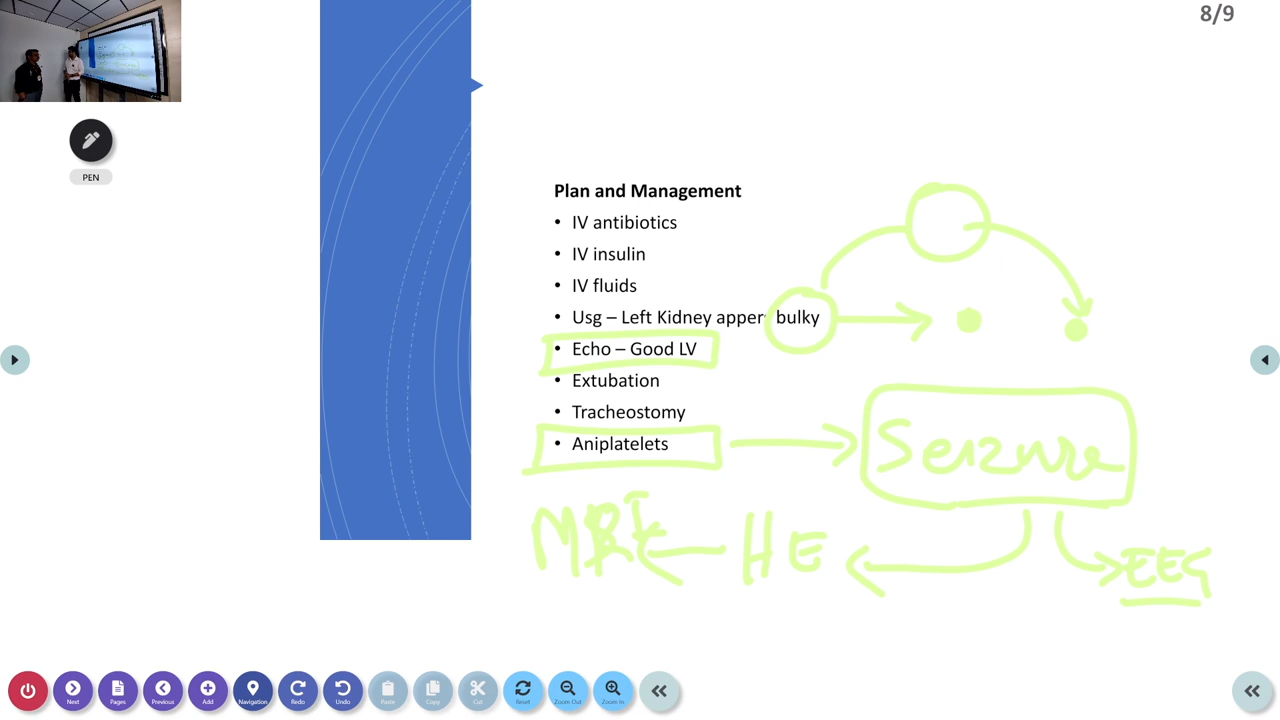 8/9
PEN
Plan and Management
• IV antibiotics
• IV insulin
• IV fluids
• Usg – Left Kidney apper bulky
• Echo – Good LV
• Extubation
• Tracheostomy
• Aniplatelets
Seizure
MRI HE EEG
Next Pages Previous Add Navigation Redo Undo Paste Copy Cut Reset Zoom Out Zoom In